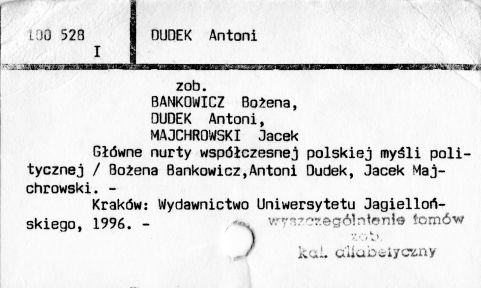 100 528
I
DUDEK Antoni
zob.
BANKOWICZ Bożena,
DUDEK Antoni,
MAJCHROWSKI Jacek
Główne nurty współczesnej polskiej myśli poli-
tycznej / Bożena Bankowicz,Antoni Dudek, Jacek Maj-
chrowski. -
Kraków: Wydawnictwo Uniwersytetu Jagielloń-
skiego, 1996. -
wyszczególnienie tomów
zob.
kat. alfabetyczny